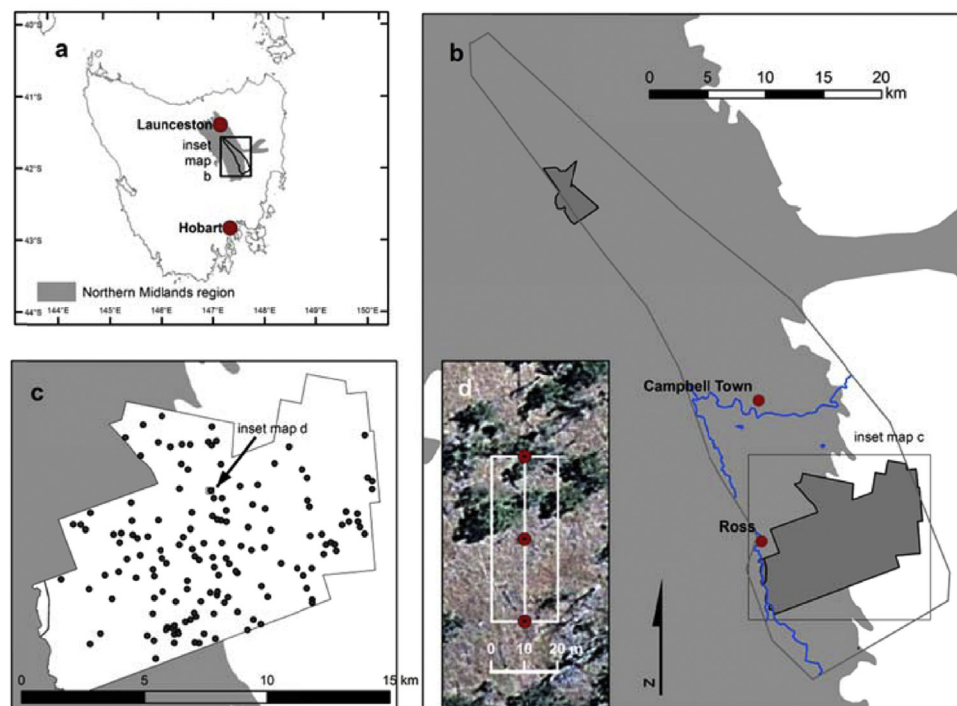 a
40°S
41°S
42°S
43°S
44°S
Launceston
inset
map
b
Hobart
Northern Midlands region
144°E
145°E
146°E
147°E
148°E
149°E
150°E
b
0 5 10 15 20
km
Campbell Town
inset map c
Ross
N
c
inset map d
0 5 10 15
km
d
0 10 20 m